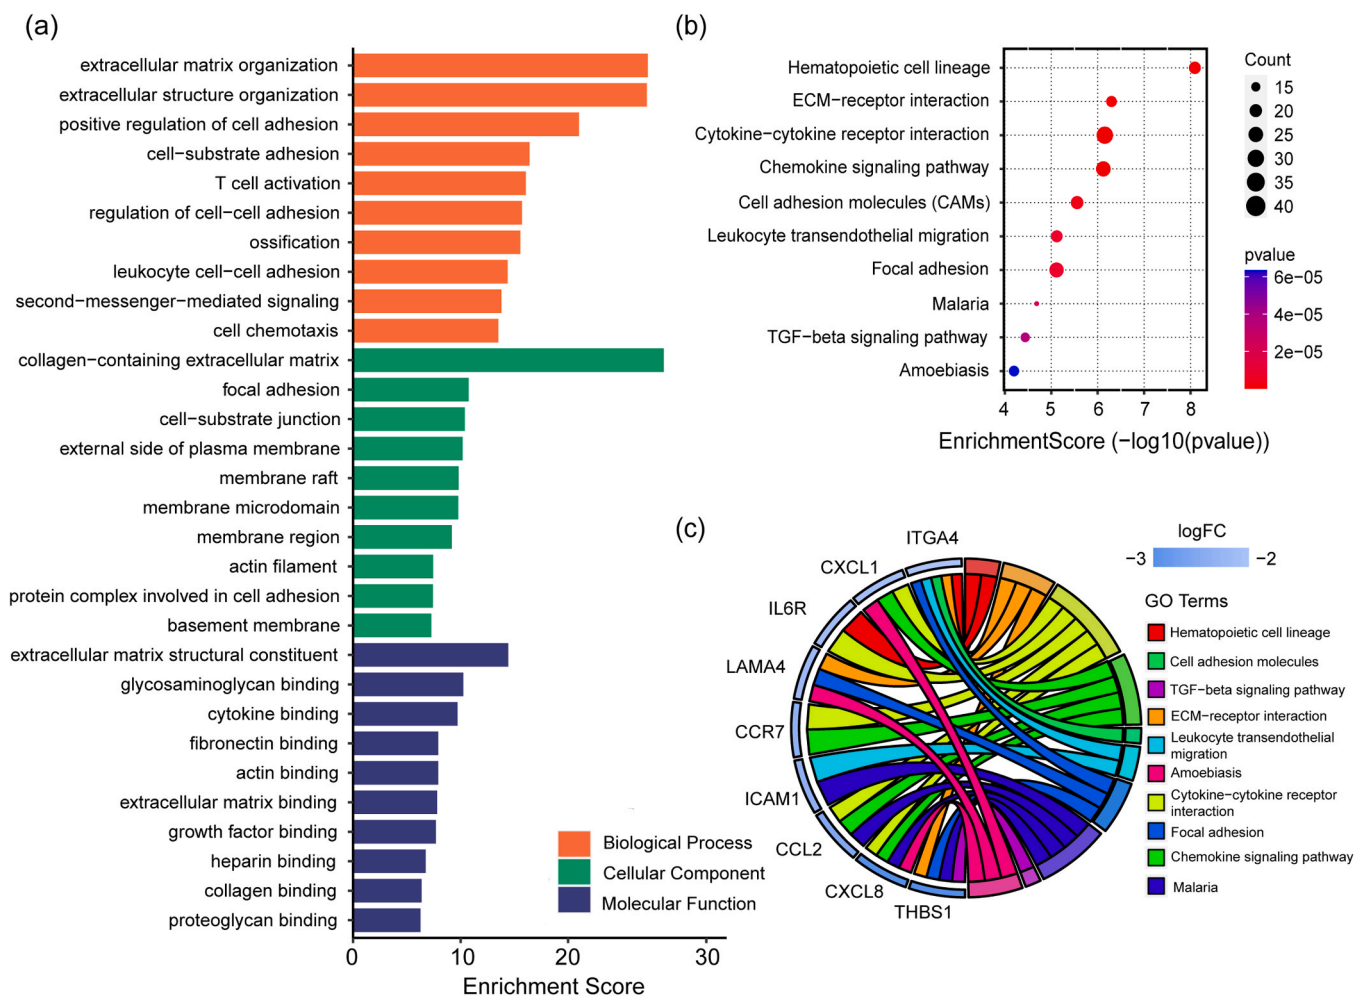 (a)
extracellular matrix organization
extracellular structure organization
positive regulation of cell adhesion
cell−substrate adhesion
T cell activation
regulation of cell−cell adhesion
ossification
leukocyte cell−cell adhesion
second−messenger−mediated signaling
cell chemotaxis
collagen−containing extracellular matrix
focal adhesion
cell−substrate junction
external side of plasma membrane
membrane raft
membrane microdomain
membrane region
actin filament
protein complex involved in cell adhesion
basement membrane
extracellular matrix structural constituent
glycosaminoglycan binding
cytokine binding
fibronectin binding
actin binding
extracellular matrix binding
growth factor binding
heparin binding
collagen binding
proteoglycan binding
0 10 20 30
Enrichment Score
Biological Process
Cellular Component
Molecular Function
(b)
Hematopoietic cell lineage
ECM−receptor interaction
Cytokine−cytokine receptor interaction
Chemokine signaling pathway
Cell adhesion molecules (CAMs)
Leukocyte transendothelial migration
Focal adhesion
Malaria
TGF−beta signaling pathway
Amoebiasis
4 5 6 7 8
EnrichmentScore (−log10(pvalue))
Count
15
20
25
30
35
40
pvalue
6e−05
4e−05
2e−05
(c)
ITGA4
CXCL1
IL6R
LAMA4
CCR7
ICAM1
CCL2
CXCL8
THBS1
logFC
−3 −2
GO Terms
Hematopoietic cell lineage
Cell adhesion molecules
TGF−beta signaling pathway
ECM−receptor interaction
Leukocyte transendothelial
migration
Amoebiasis
Cytokine−cytokine receptor
interaction
Focal adhesion
Chemokine signaling pathway
Malaria